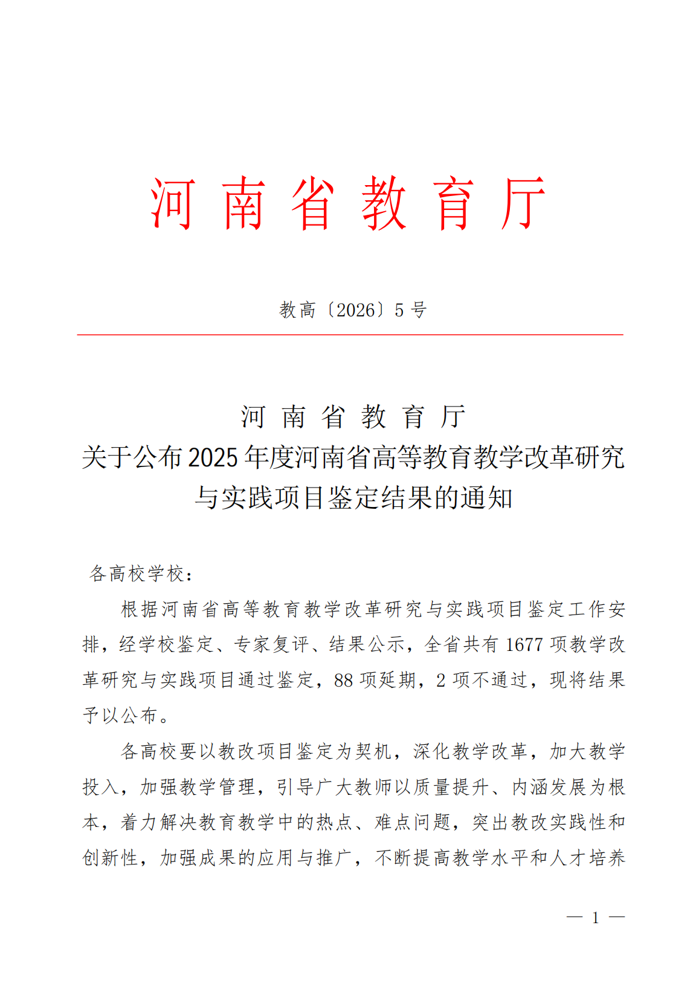 河南省教育厅
教高〔2026〕5 号
河南省教育厅
关于公布 2025 年度河南省高等教育教学改革研究
与实践项目鉴定结果的通知
各高校学校：
根据河南省高等教育教学改革研究与实践项目鉴定工作安
排，经学校鉴定、专家复评、结果公示，全省共有 1677 项教学改
革研究与实践项目通过鉴定，88 项延期，2 项不通过，现将结果
予以公布。
各高校要以教改项目鉴定为契机，深化教学改革，加大教学
投入，加强教学管理，引导广大教师以质量提升、内涵发展为根
本，着力解决教育教学中的热点、难点问题，突出教改实践性和
创新性，加强成果的应用与推广，不断提高教学水平和人才培养
— 1 —